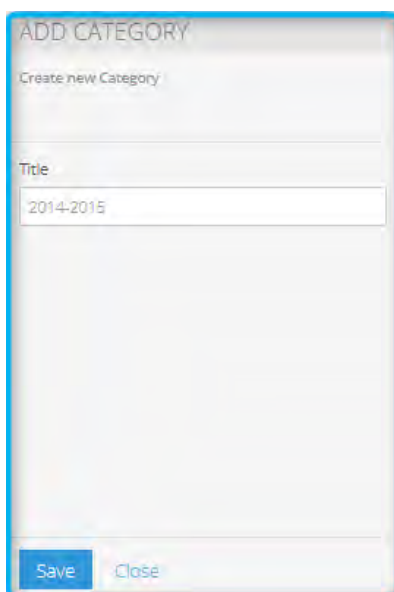 ADD CATEGORY
Create new Category
Title
2014-2015
Save Close